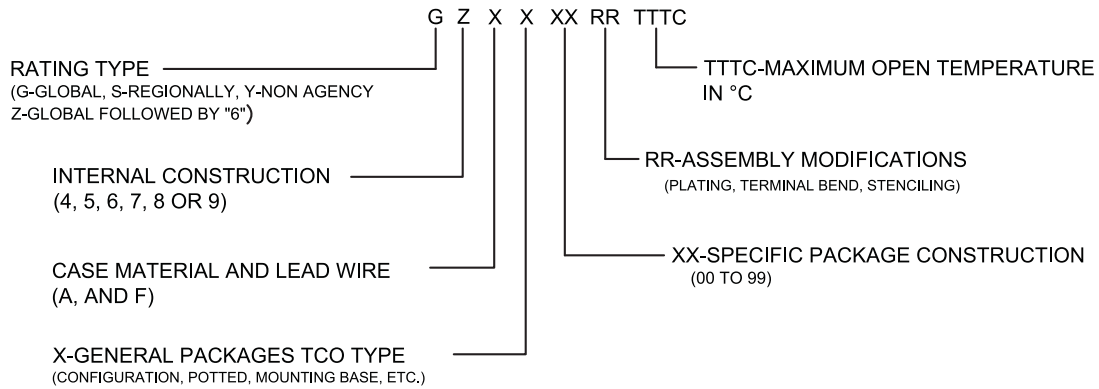 G Z X X XX RR TTTC
RATING TYPE
(G-GLOBAL, S-REGIONALLY, Y-NON AGENCY
Z-GLOBAL FOLLOWED BY "6")
TTTC-MAXIMUM OPEN TEMPERATURE
IN °C
INTERNAL CONSTRUCTION
(4, 5, 6, 7, 8 OR 9)
RR-ASSEMBLY MODIFICATIONS
(PLATING, TERMINAL BEND, STENCILING)
CASE MATERIAL AND LEAD WIRE
(A, AND F)
XX-SPECIFIC PACKAGE CONSTRUCTION
(00 TO 99)
X-GENERAL PACKAGES TCO TYPE
(CONFIGURATION, POTTED, MOUNTING BASE, ETC.)